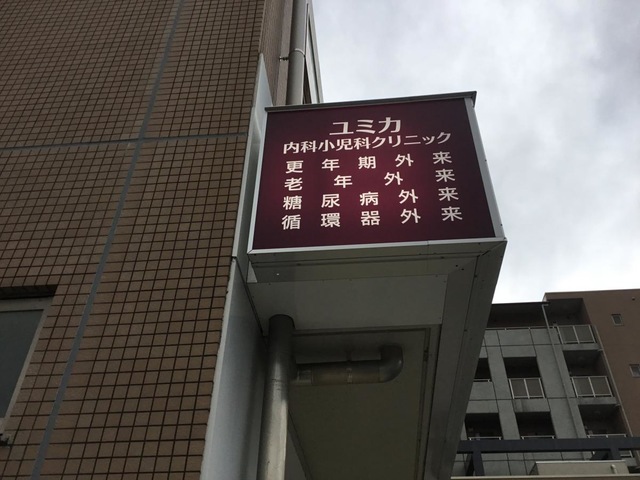 ユミカ
内科小児科クリニック
更年期外来
老年外来
糖尿病外来
循環器外来